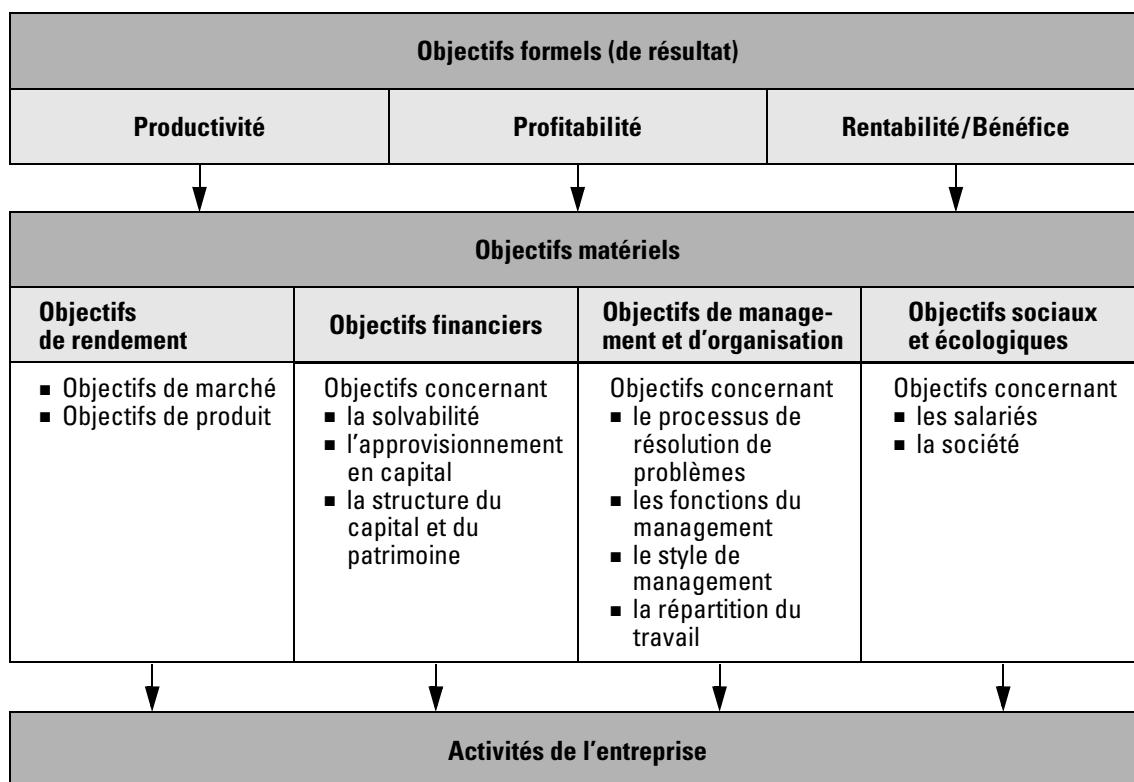 Objectifs formels (de résultat)
Productivité
Profitabilité
Rentabilité/Bénéfice
Objectifs matériels
Objectifs
de rendement
Objectifs financiers
Objectifs de manage-
ment et d'organisation
Objectifs sociaux
et écologiques
■ Objectifs de marché
■ Objectifs de produit
Objectifs concernant
■ la solvabilité
■ l'approvisionnement
en capital
■ la structure du
capital et du
patrimoine
Objectifs concernant
■ le processus de
résolution de
problèmes
■ les fonctions du
management
■ le style de
management
■ la répartition du
travail
Objectifs concernant
■ les salariés
■ la société
Activités de l'entreprise